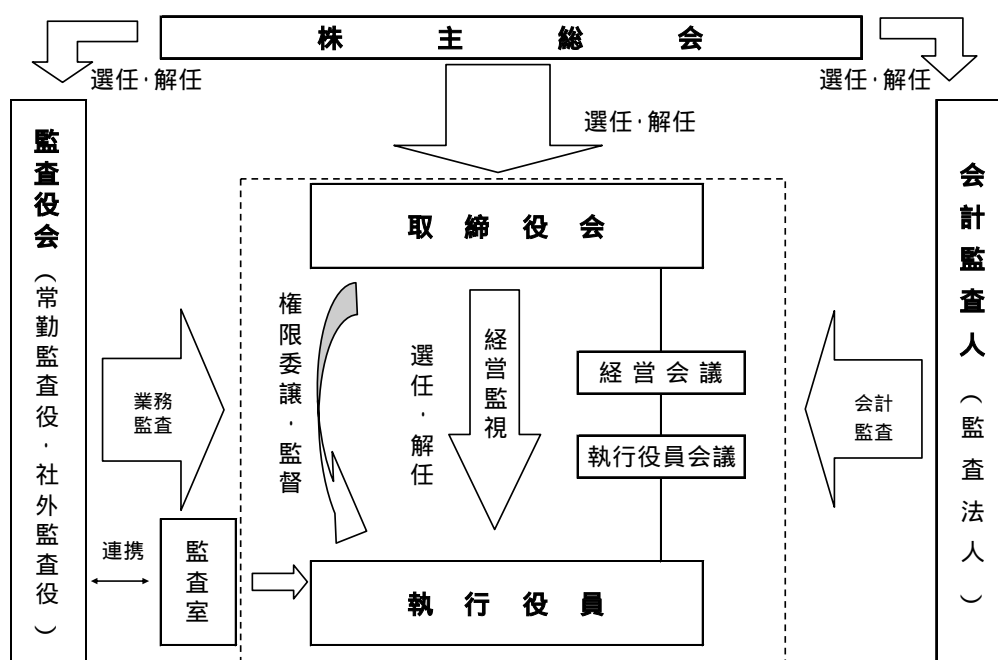 株主総会
選任・解任
選任・解任
選任・解任
監査役会（常勤監査役・社外監査役）
会計監査人（監査法人）
取締役会
権限委譲・監督
選任・解任
経営監視
経営会議
執行役員会議
業務
監査
会計
監査
連携
監査室
執行役員